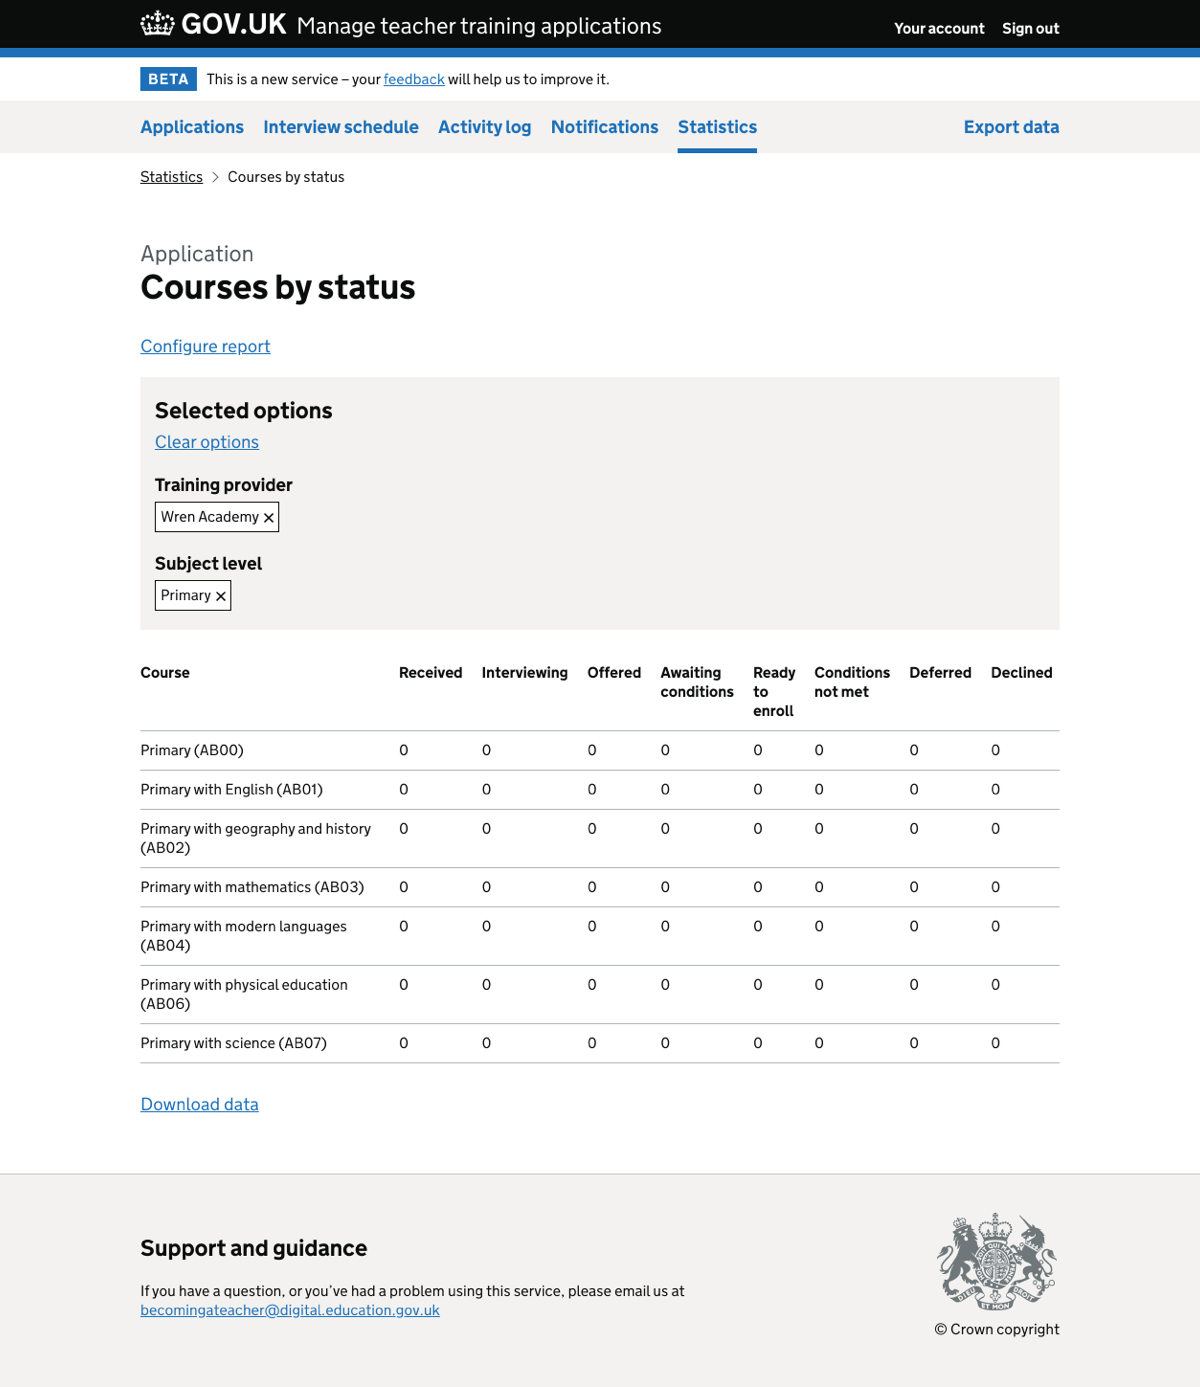 GOV.UK Manage teacher training applications Your account Sign out
BETA This is a new service – your feedback will help us to improve it.
Applications Interview schedule Activity log Notifications Statistics Export data
Statistics > Courses by status
Application
Courses by status
Configure report
Selected options
Clear options
Training provider
Wren Academy ✕
Subject level
Primary ✕
Course Received Interviewing Offered Awaiting conditions Ready to enroll Conditions not met Deferred Declined
Primary (AB00) 0 0 0 0 0 0 0 0
Primary with English (AB01) 0 0 0 0 0 0 0 0
Primary with geography and history (AB02) 0 0 0 0 0 0 0 0
Primary with mathematics (AB03) 0 0 0 0 0 0 0 0
Primary with modern languages (AB04) 0 0 0 0 0 0 0 0
Primary with physical education (AB06) 0 0 0 0 0 0 0 0
Primary with science (AB07) 0 0 0 0 0 0 0 0
Download data
Support and guidance
If you have a question, or you’ve had a problem using this service, please email us at
becomingateacher@digital.education.gov.uk
DIEU ET MON DROIT
© Crown copyright